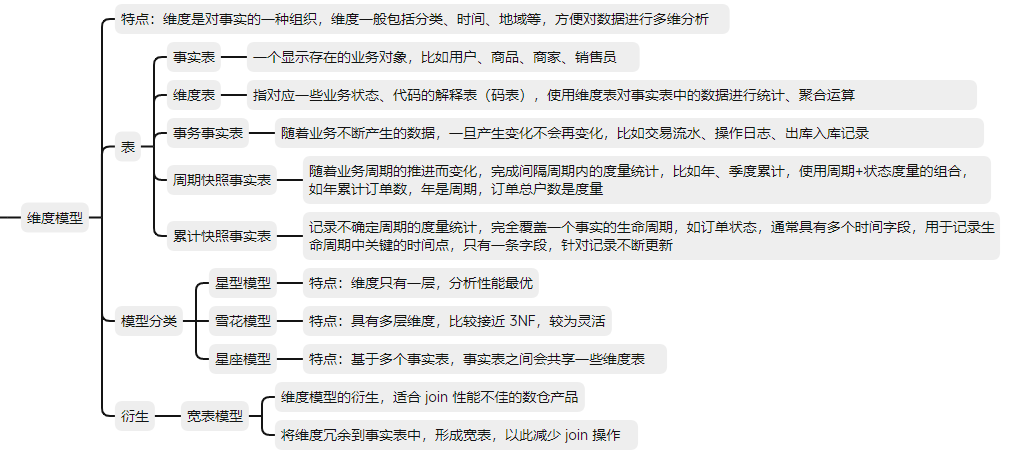 特点：维度是对事实的一种组织，维度一般包括分类、时间、地域等，方便对数据进行多维分析
事实表
一个显示存在的业务对象，比如用户、商品、商家、销售员
维度表
指对应一些业务状态、代码的解释表（码表），使用维度表对事实表中的数据进行统计、聚合运算
表
事务事实表
随着业务不断产生的数据，一旦产生变化不会再变化，比如交易流水、操作日志、出库入库记录
周期快照事实表
随着业务周期的推进而变化，完成间隔周期内的度量统计，比如年、季度累计，使用周期+状态度量的组合，
如年累计订单数，年是周期，订单总户数是度量
维度模型
累计快照事实表
记录不确定周期的度量统计，完全覆盖一个事实的生命周期，如订单状态，通常具有多个时间字段，用于记录生
命周期中关键的时间点，只有一条字段，针对记录不断更新
模型分类
星型模型
特点：维度只有一层，分析性能最优
雪花模型
特点：具有多层维度，比较接近 3NF，较为灵活
星座模型
特点：基于多个事实表，事实表之间会共享一些维度表
衍生
宽表模型
维度模型的衍生，适合 join 性能不佳的数仓产品
将维度冗余到事实表中，形成宽表，以此减少 join 操作